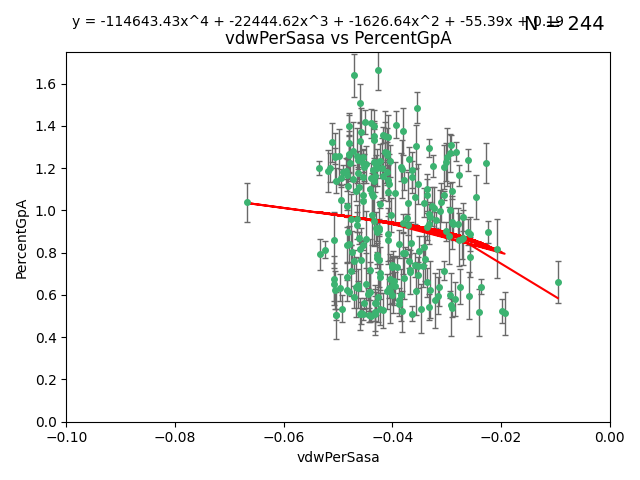 y = -114643.43x^4 + -22444.62x^3 + -1626.64x^2 + -55.39x + 0.19
N = 244
vdwPerSasa vs PercentGpA
PercentGpA
1.6
1.4
1.2
1.0
0.8
0.6
0.4
0.2
0.0
−0.10 −0.08 −0.06 −0.04 −0.02 0.00
vdwPerSasa